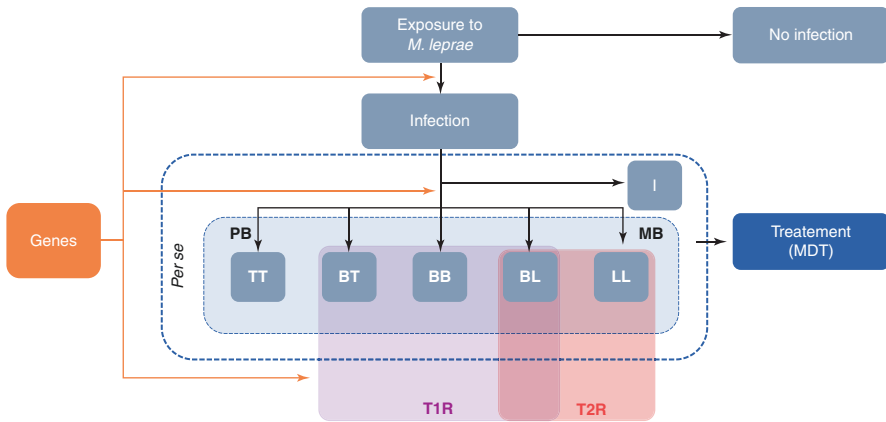 Exposure to
M. leprae
No infection
Infection
I
Genes
Per se
PB
MB
TT
BT
BB
BL
LL
Treatement
(MDT)
T1R
T2R